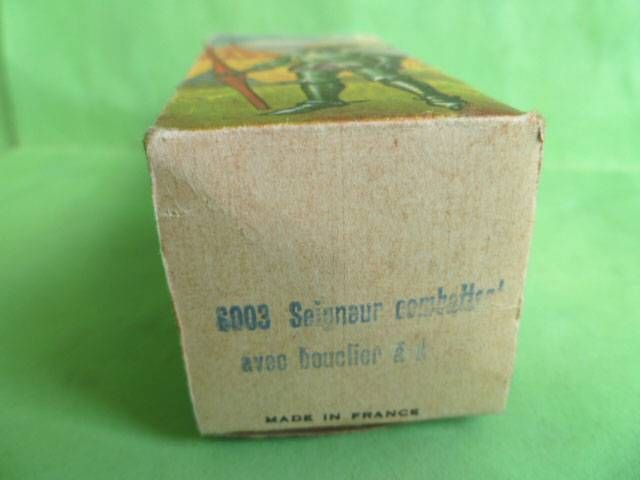 6003 Seigneur combattant
avec bouclier à
MADE IN FRANCE